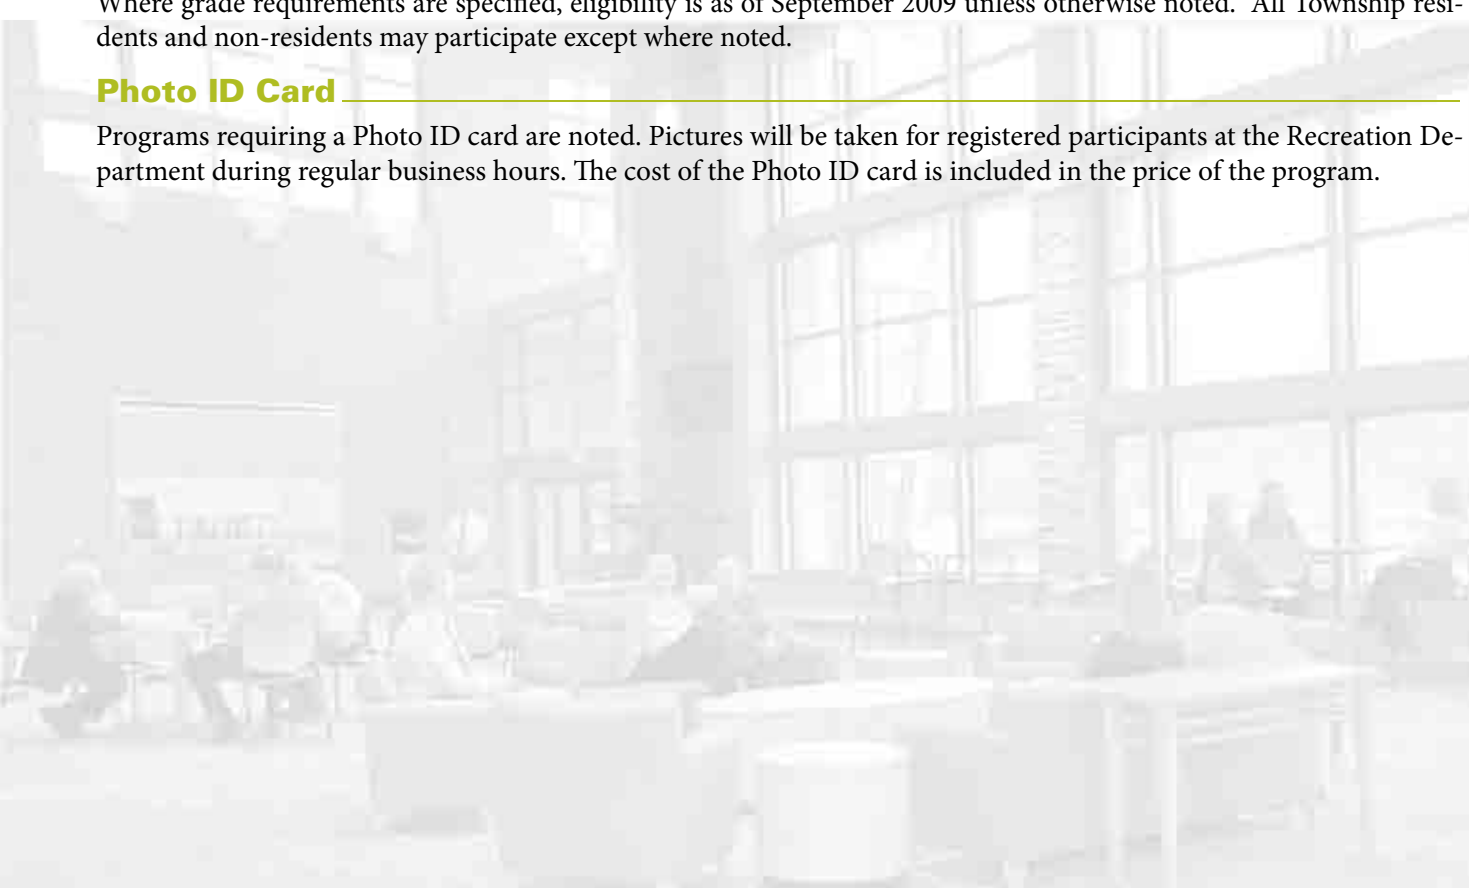 Where grade requirements are specified, eligibility is as of September 2009 unless otherwise noted.  All Township resi-
dents and non-residents may participate except where noted.
Photo ID Card
Programs requiring a Photo ID card are noted. Pictures will be taken for registered participants at the Recreation De-
partment during regular business hours. The cost of the Photo ID card is included in the price of the program.